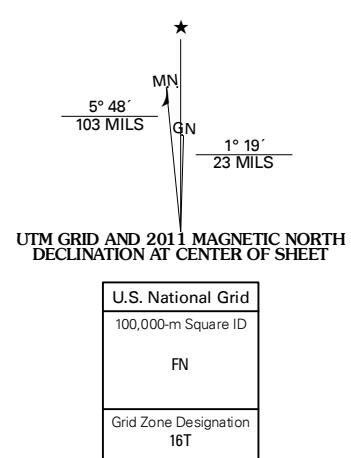 ★
MN
5° 48´
103 MILS
GN
1° 19´
23 MILS
UTM GRID AND 2011 MAGNETIC NORTH
DECLINATION AT CENTER OF SHEET
U.S. National Grid
100,000-m Square ID
FN
Grid Zone Designation
16T